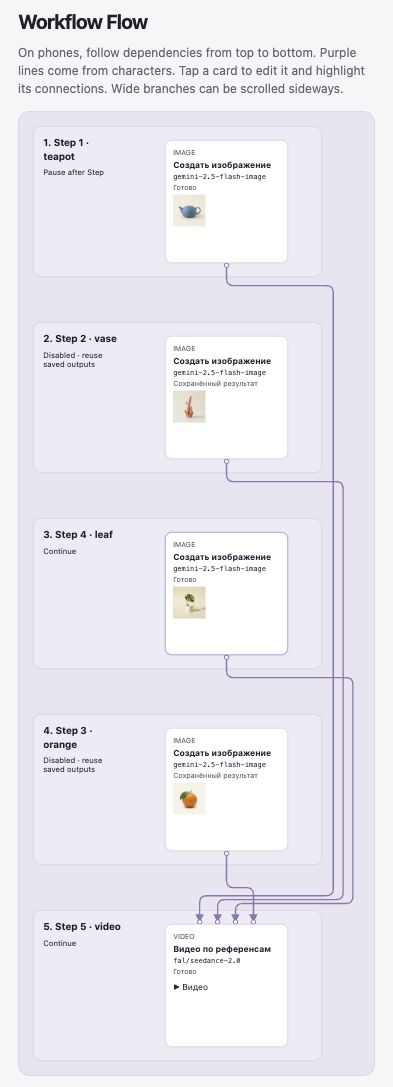 Workflow Flow
On phones, follow dependencies from top to bottom. Purple
lines come from characters. Tap a card to edit it and highlight
its connections. Wide branches can be scrolled sideways.
1. Step 1 ·
teapot
Pause after Step
IMAGE
Создать изображение
gemini-2.5-flash-image
Готово
2. Step 2 · vase
Disabled · reuse
saved outputs
IMAGE
Создать изображение
gemini-2.5-flash-image
Сохранённый результат
3. Step 4 · leaf
Continue
IMAGE
Создать изображение
gemini-2.5-flash-image
Готово
4. Step 3 ·
orange
Disabled · reuse
saved outputs
IMAGE
Создать изображение
gemini-2.5-flash-image
Сохранённый результат
5. Step 5 · video
Continue
VIDEO
Видео по референсам
fal/seedance-2.0
Готово
▶ Видео